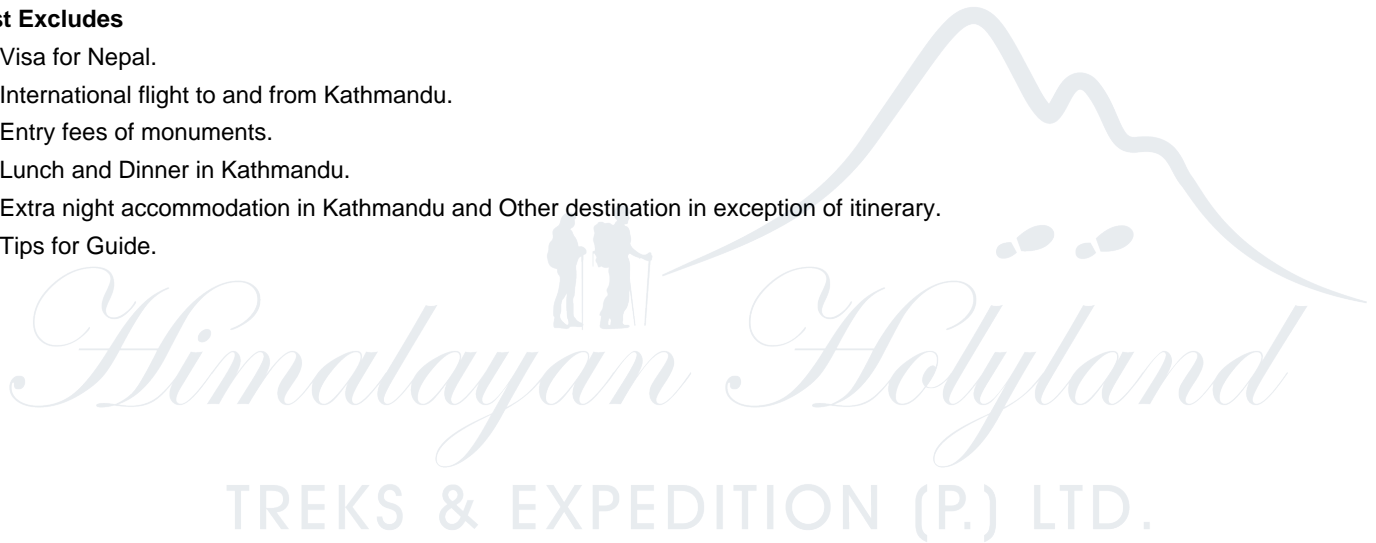 st Excludes
Visa for Nepal.
International flight to and from Kathmandu.
Entry fees of monuments.
Lunch and Dinner in Kathmandu.
Extra night accommodation in Kathmandu and Other destination in exception of itinerary.
Tips for Guide.
Himalayan Holyland
TREKS & EXPEDITION (P.) LTD.